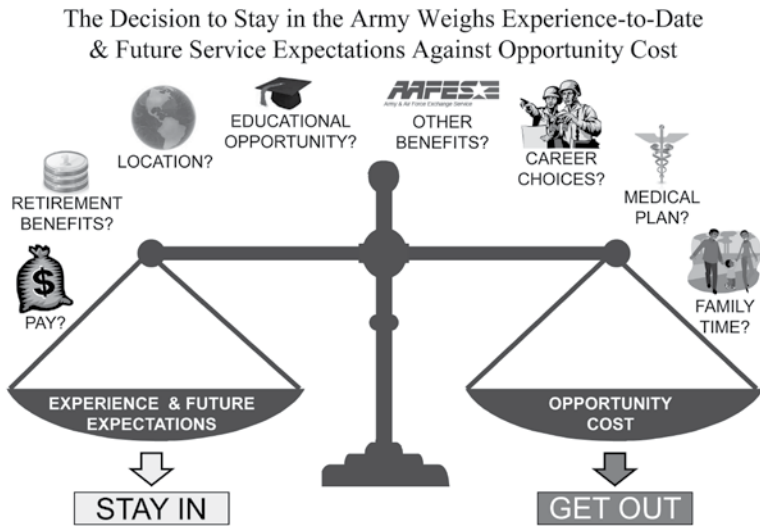 The Decision to Stay in the Army Weighs Experience-to-Date
& Future Service Expectations Against Opportunity Cost
PAY?
RETIREMENT
BENEFITS?
LOCATION?
EDUCATIONAL
OPPORTUNITY?
AAFES
Army & Air Force Exchange Service
OTHER
BENEFITS?
CAREER
CHOICES?
MEDICAL
PLAN?
FAMILY
TIME?
$
EXPERIENCE & FUTURE
EXPECTATIONS
OPPORTUNITY
COST
STAY IN
GET OUT